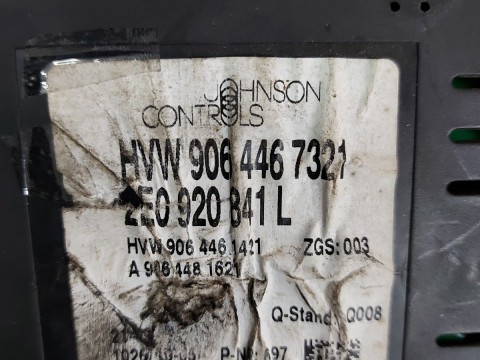 JOHNSON
CONTROLS
HVW 906 446 7321
2E0 920 841 L
HVW 906 446 1421 ZGS: 003
A 906 448 1621
Q-Stand Q008